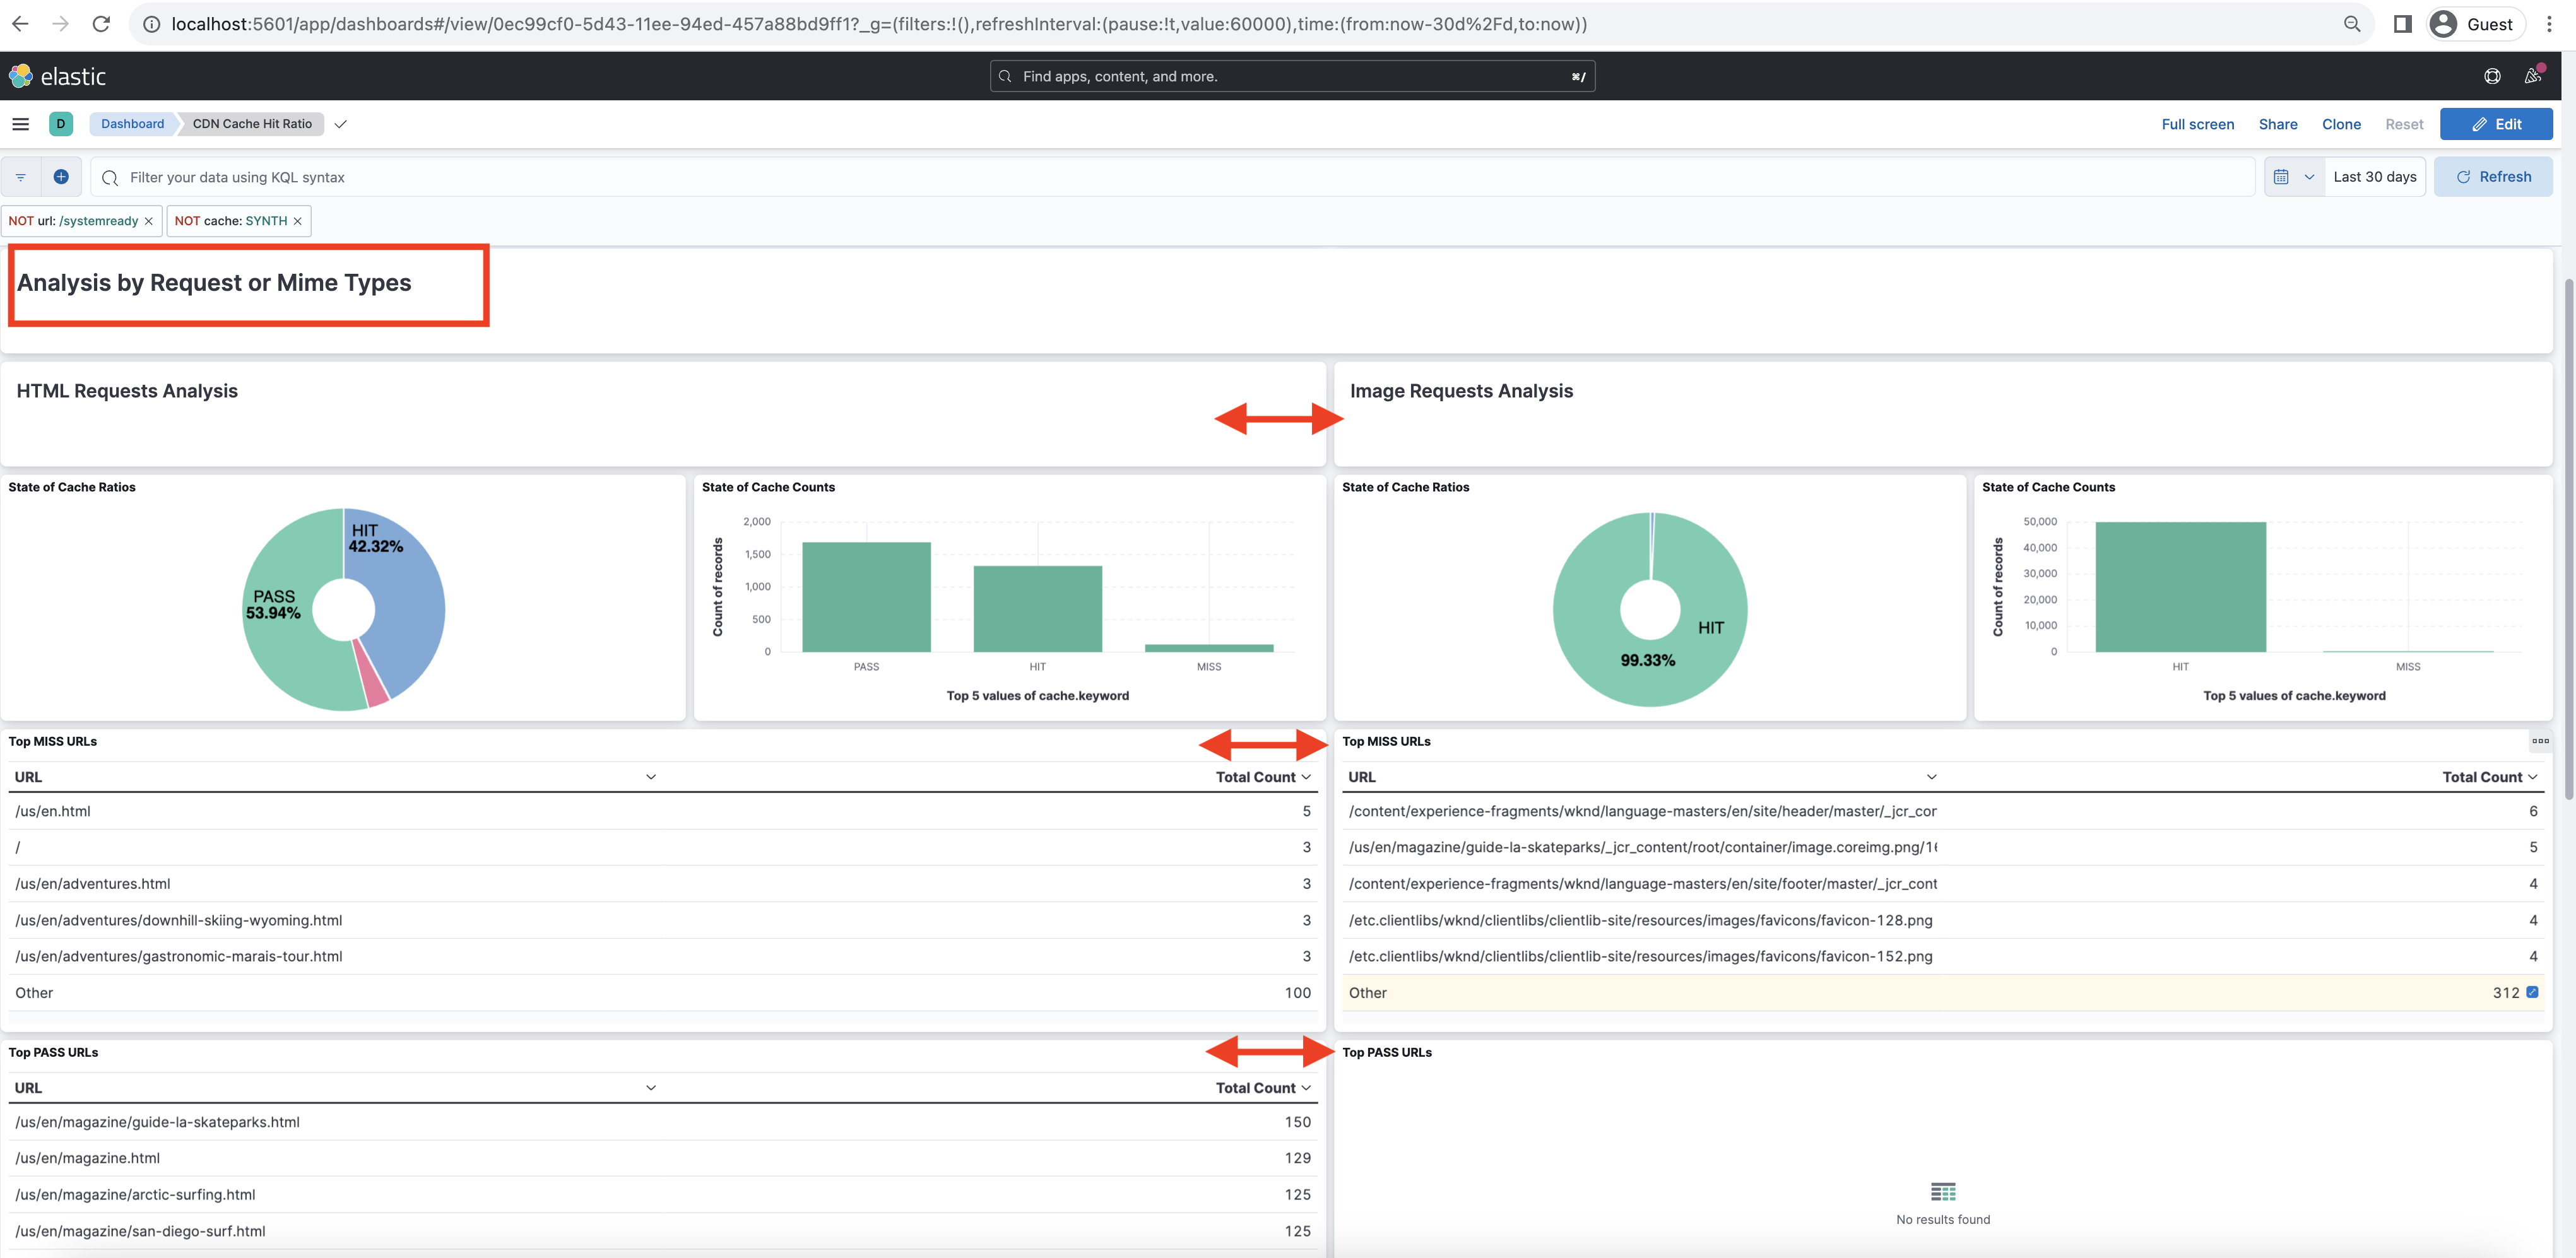 localhost:5601/app/dashboards#/view/0ec99cf0-5d43-11ee-94ed-457a88bd9ff1?_g=(filters:!(),refreshInterval:(pause:!t,value:60000),time:(from:now-30d%2Fd,to:now))
Guest
elastic
Find apps, content, and more.
⌘/
D
Dashboard
CDN Cache Hit Ratio
Full screen
Share
Clone
Reset
Edit
Filter your data using KQL syntax
Last 30 days
Refresh
NOT url: /systemready ×
NOT cache: SYNTH ×
Analysis by Request or Mime Types
HTML Requests Analysis
Image Requests Analysis
State of Cache Ratios
HIT
42.32%
PASS
53.94%
State of Cache Counts
Count of records
2,000
1,500
1,000
500
0
PASS
HIT
MISS
Top 5 values of cache.keyword
State of Cache Ratios
HIT
99.33%
State of Cache Counts
Count of records
50,000
40,000
30,000
20,000
10,000
0
HIT
MISS
Top 5 values of cache.keyword
Top MISS URLs
URL Total Count
/us/en.html 5
/ 3
/us/en/adventures.html 3
/us/en/adventures/downhill-skiing-wyoming.html 3
/us/en/adventures/gastronomic-marais-tour.html 3
Other 100
Top MISS URLs
URL Total Count
/content/experience-fragments/wknd/language-masters/en/site/header/master/_jcr_cor 6
/us/en/magazine/guide-la-skateparks/_jcr_content/root/container/image.coreimg.png/16 5
/content/experience-fragments/wknd/language-masters/en/site/footer/master/_jcr_cont 4
/etc.clientlibs/wknd/clientlibs/clientlib-site/resources/images/favicons/favicon-128.png 4
/etc.clientlibs/wknd/clientlibs/clientlib-site/resources/images/favicons/favicon-152.png 4
Other 312
Top PASS URLs
URL Total Count
/us/en/magazine/guide-la-skateparks.html 150
/us/en/magazine.html 129
/us/en/magazine/arctic-surfing.html 125
/us/en/magazine/san-diego-surf.html 125
Top PASS URLs
No results found